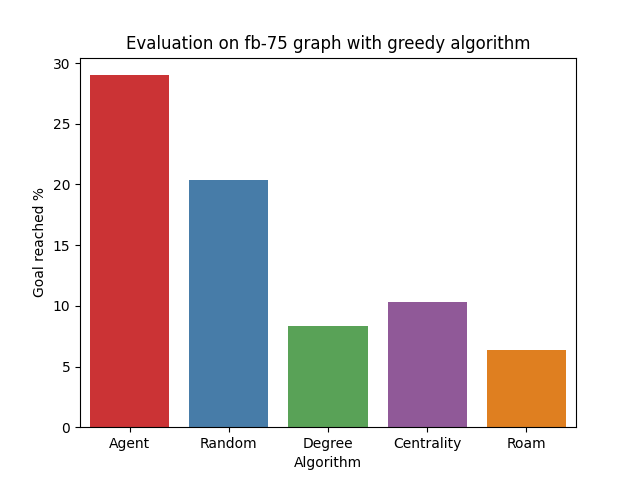 Evaluation on fb-75 graph with greedy algorithm
Goal reached %
30
25
20
15
10
5
0
Agent Random Degree Centrality Roam
Algorithm